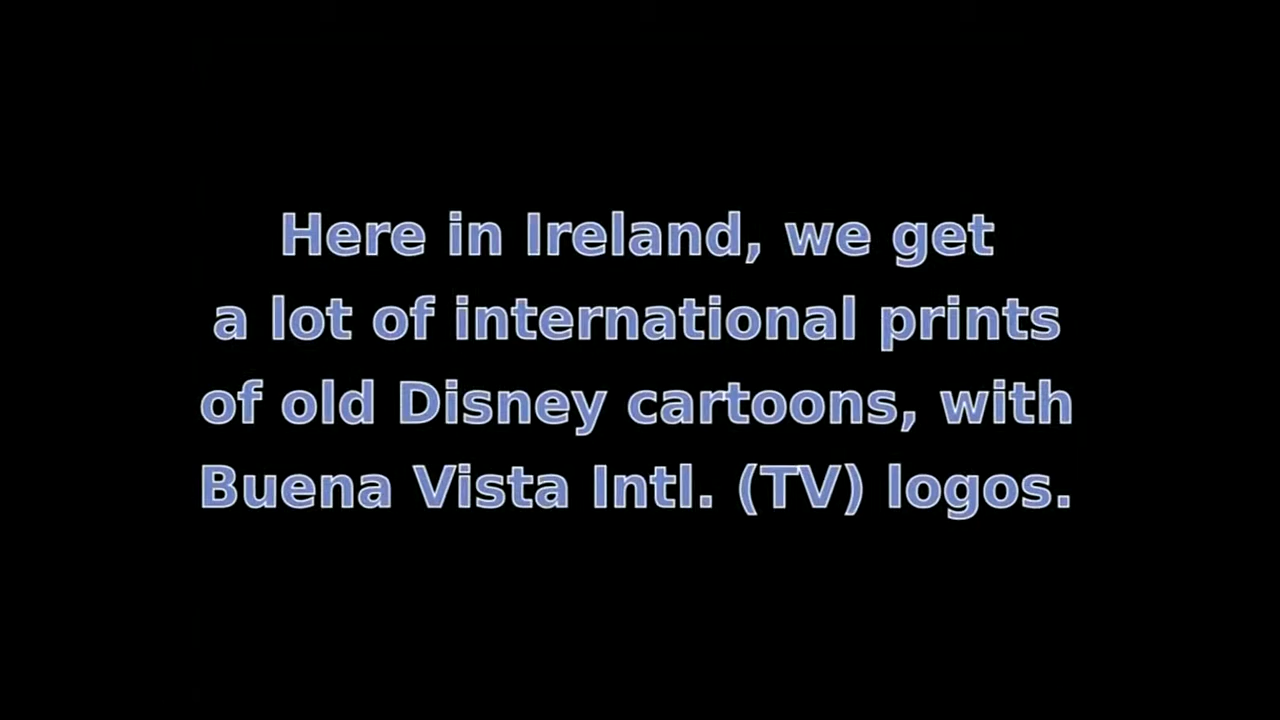 Here in Ireland, we get
a lot of international prints
of old Disney cartoons, with
Buena Vista Intl. (TV) logos.